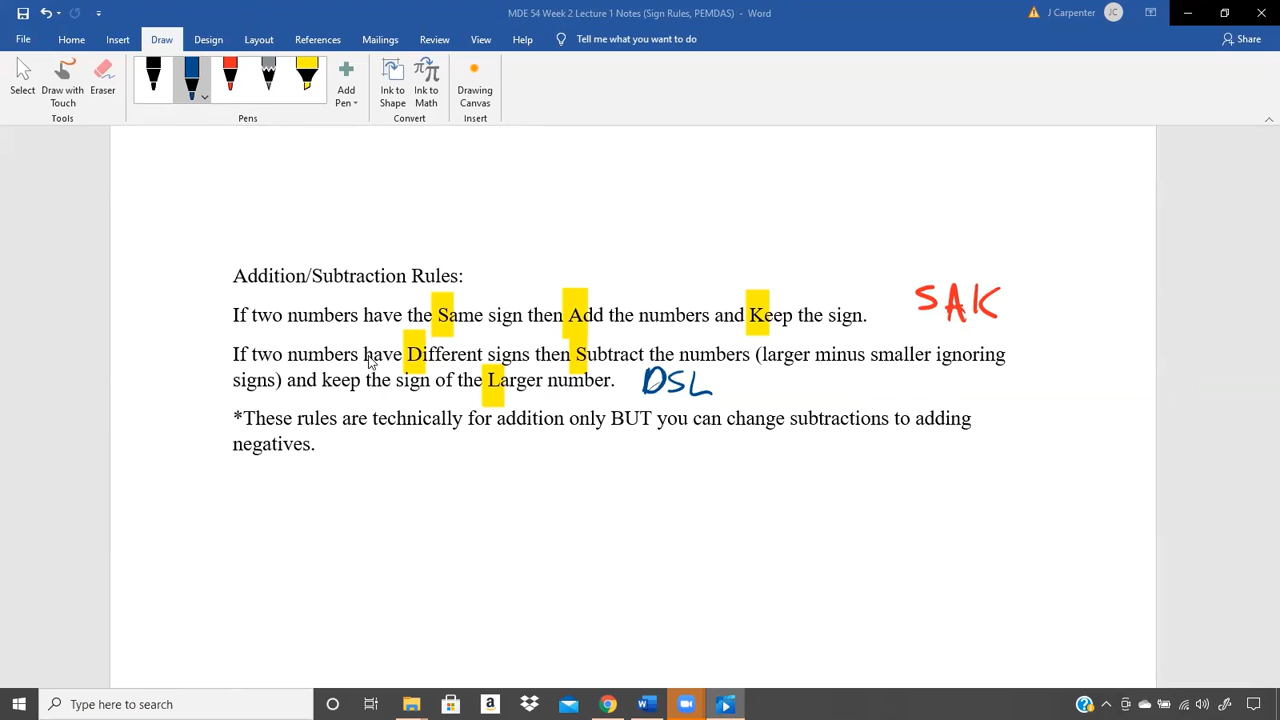 MDE 54 Week 2 Lecture 1 Notes (Sign Rules, PEMDAS) - Word
J Carpenter JC
File Home Insert Draw Design Layout References Mailings Review View Help Tell me what you want to do Share
Select Draw with Touch Eraser Add Pen Ink to Shape Ink to Math Drawing Canvas
Tools Pens Convert Insert
Addition/Subtraction Rules:
If two numbers have the Same sign then Add the numbers and Keep the sign. SAK
If two numbers have Different signs then Subtract the numbers (larger minus smaller ignoring
signs) and keep the sign of the Larger number. DSL
*These rules are technically for addition only BUT you can change subtractions to adding
negatives.
Type here to search